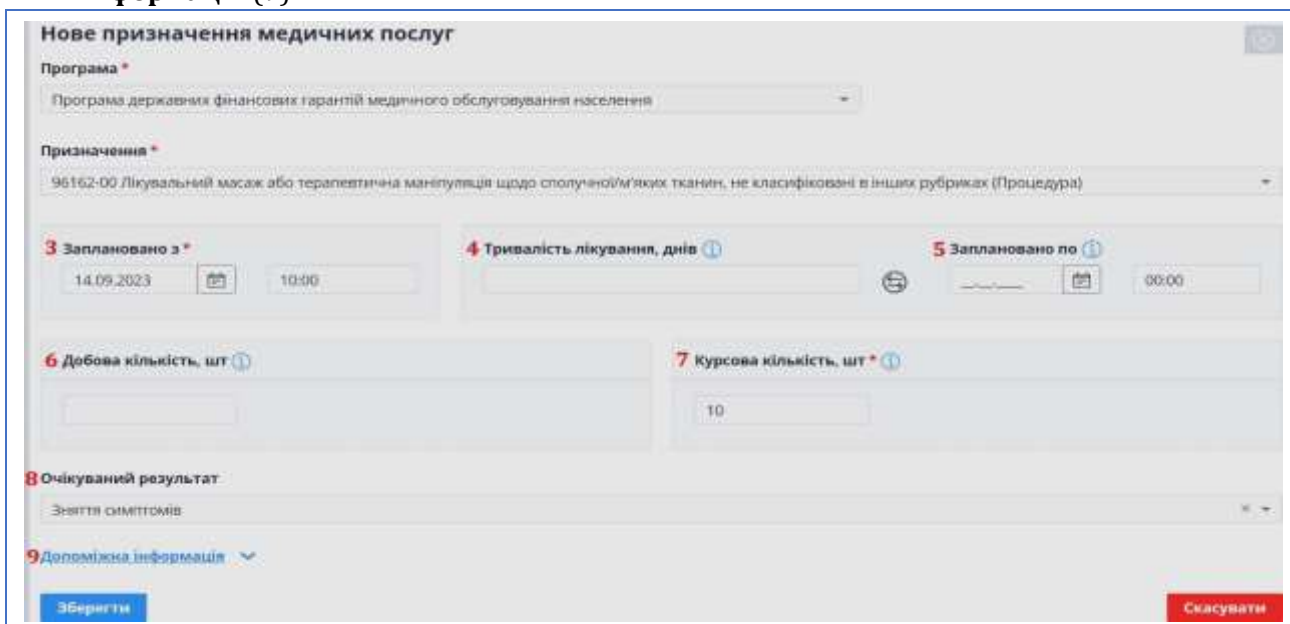 Нове призначення медичних послуг
Програма *
Програма державних фінансових гарантій медичного обслуговування населення
Призначення *
96162-00 Лікувальний масаж або терапевтична маніпуляція щодо сполучної/м'яких тканин, не класифіковані в інших рубриках (Процедура)
3 Заплановано з * 4 Тривалість лікування, днів 5 Заплановано по
14.09.2023 10:00 __.__.____ 00:00
6 Добова кількість, шт 7 Курсова кількість, шт *
10
8 Очікуваний результат
Зняття симптомів
9 Допоміжна інформація
Зберегти Скасувати